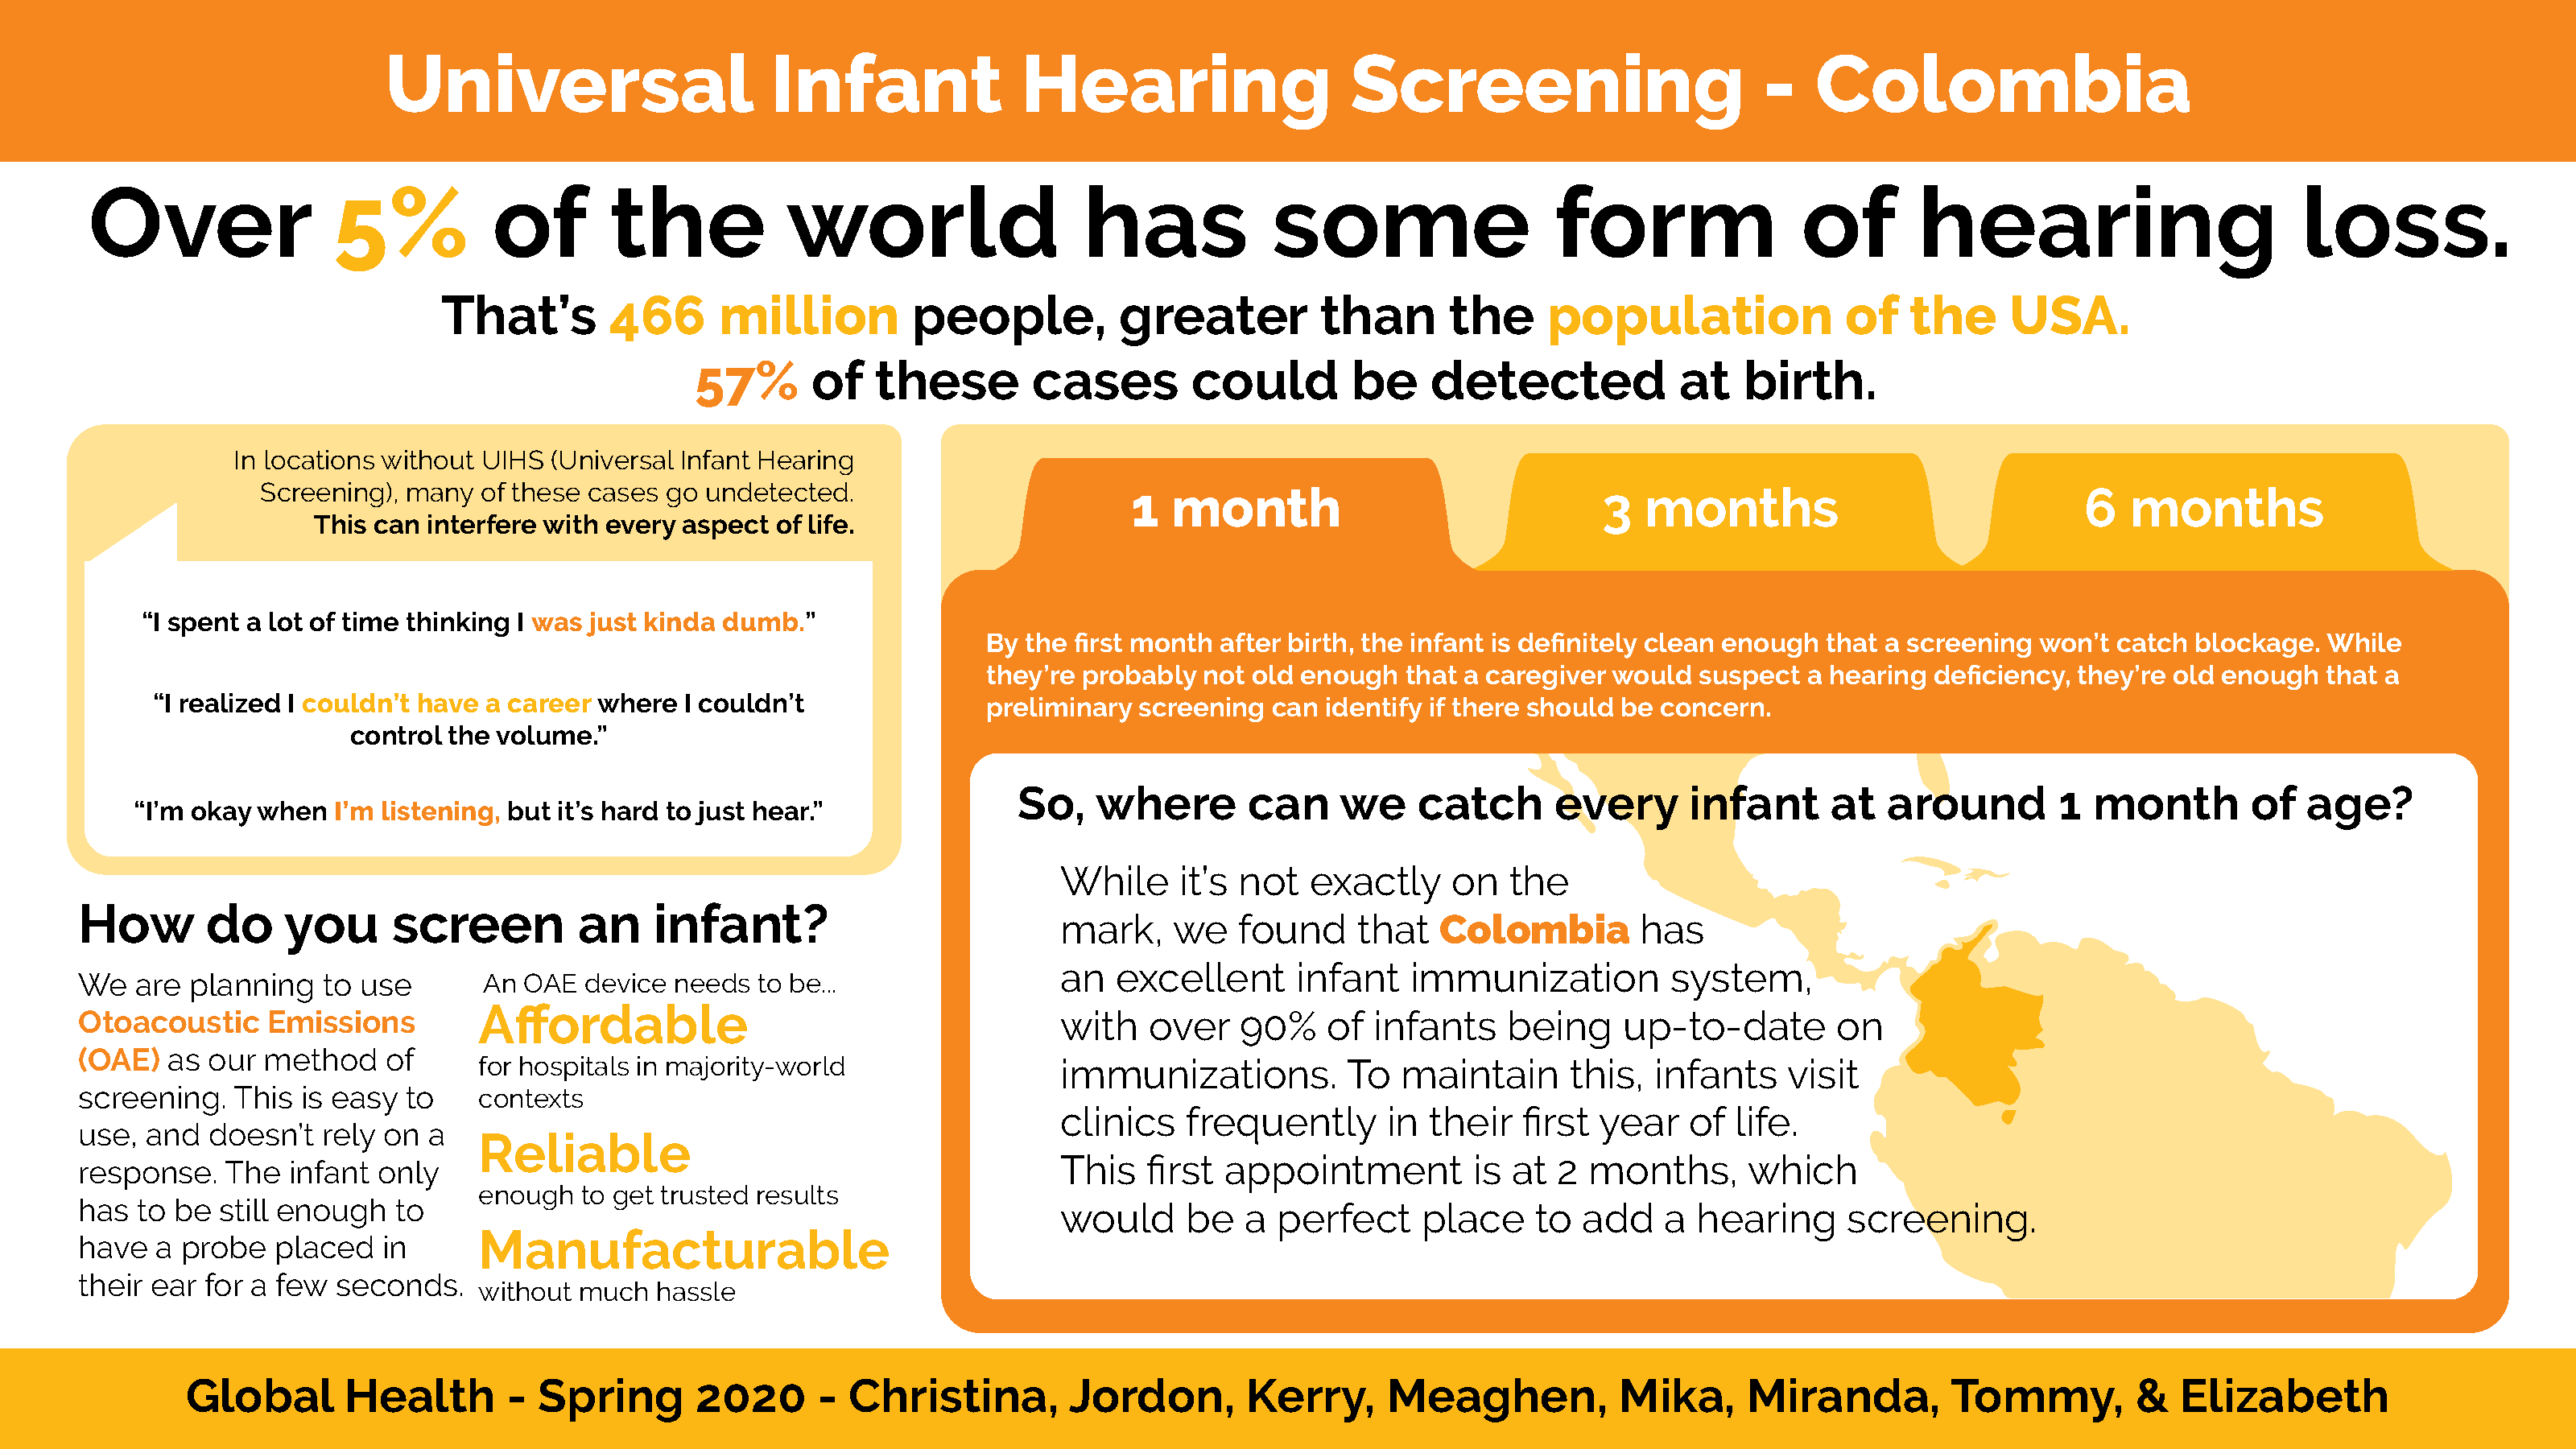 Universal Infant Hearing Screening - Colombia
Over 5% of the world has some form of hearing loss.
That’s 466 million people, greater than the population of the USA.
57% of these cases could be detected at birth.
In locations without UIHS (Universal Infant Hearing
Screening), many of these cases go undetected.
This can interfere with every aspect of life.
“I spent a lot of time thinking I was just kinda dumb.”
“I realized I couldn’t have a career where I couldn’t
control the volume.”
“I’m okay when I’m listening, but it’s hard to just hear.”
How do you screen an infant?
We are planning to use
Otoacoustic Emissions
(OAE) as our method of
screening. This is easy to
use, and doesn’t rely on a
response. The infant only
has to be still enough to
have a probe placed in
their ear for a few seconds.
An OAE device needs to be...
Affordable
for hospitals in majority-world
contexts
Reliable
enough to get trusted results
Manufacturable
without much hassle
1 month
3 months
6 months
By the first month after birth, the infant is definitely clean enough that a screening won’t catch blockage. While
they’re probably not old enough that a caregiver would suspect a hearing deficiency, they’re old enough that a
preliminary screening can identify if there should be concern.
So, where can we catch every infant at around 1 month of age?
While it’s not exactly on the
mark, we found that Colombia has
an excellent infant immunization system,
with over 90% of infants being up-to-date on
immunizations. To maintain this, infants visit
clinics frequently in their first year of life.
This first appointment is at 2 months, which
would be a perfect place to add a hearing screening.
Global Health - Spring 2020 - Christina, Jordon, Kerry, Meaghen, Mika, Miranda, Tommy, & Elizabeth